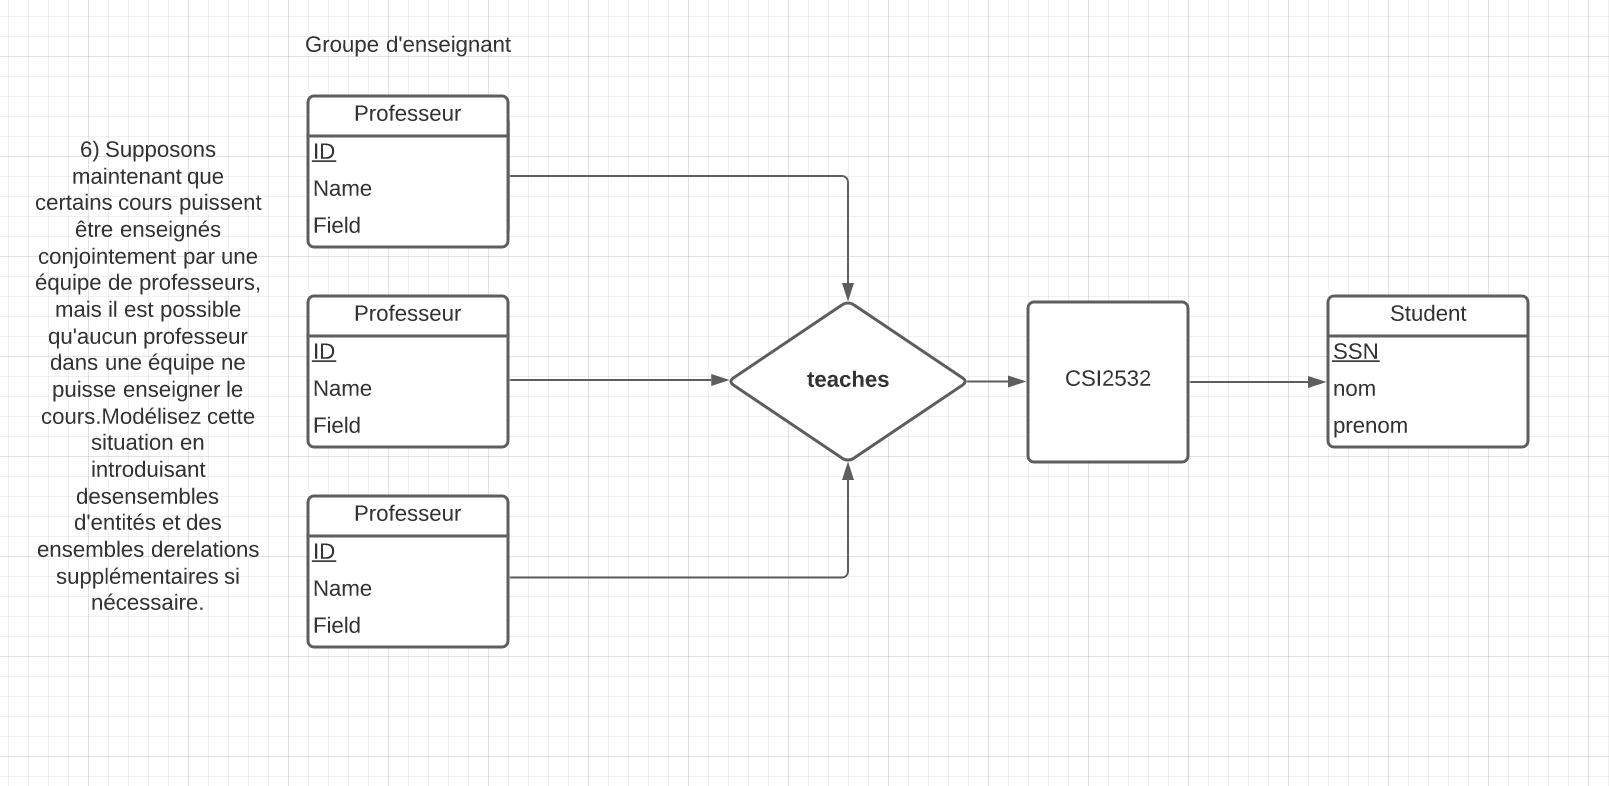 Groupe d'enseignant
6) Supposons
maintenant que
certains cours puissent
être enseignés
conjointement par une
équipe de professeurs,
mais il est possible
qu'aucun professeur
dans une équipe ne
puisse enseigner le
cours.Modélisez cette
situation en
introduisant
desensembles
d'entités et des
ensembles derelations
supplémentaires si
nécessaire.
Professeur
ID
Name
Field
Professeur
ID
Name
Field
Professeur
ID
Name
Field
teaches
CSI2532
Student
SSN
nom
prenom